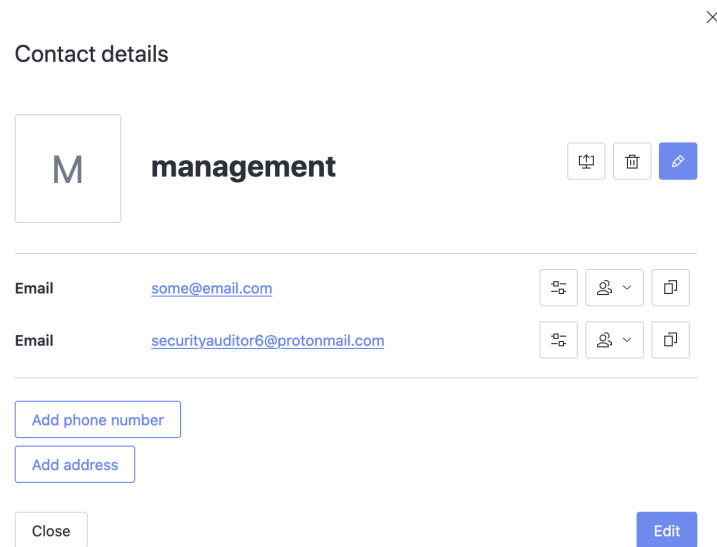 Contact details
M
management
Email some@email.com
Email securityauditor6@protonmail.com
Add phone number
Add address
Close Edit